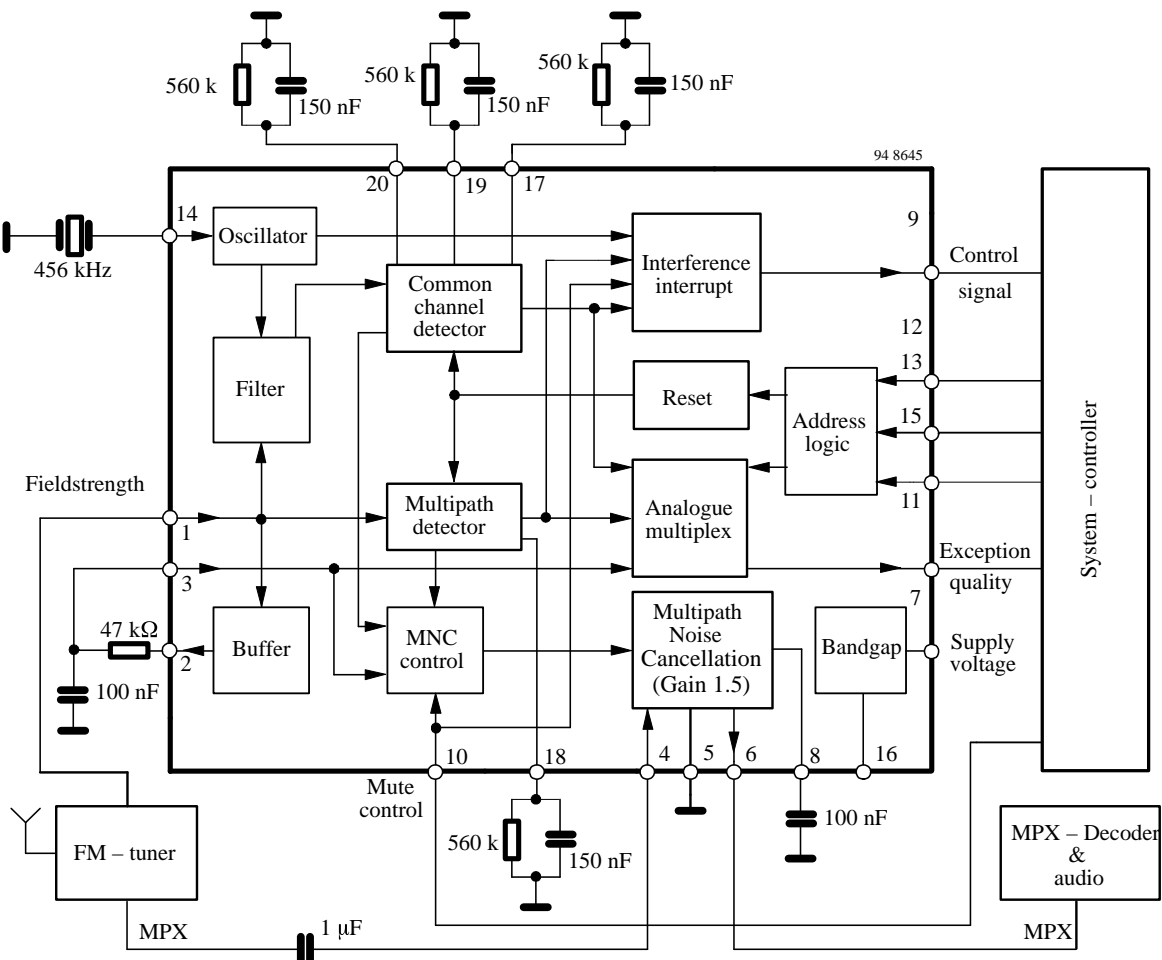 560 k
150 nF
560 k
150 nF
560 k
150 nF
94 8645
20
19
17
14
Oscillator
456 kHz
9
Interference
interrupt
Control
signal
Common
channel
detector
12
13
Filter
Reset
Address
logic
15
11
System – controller
Fieldstrength
1
Multipath
detector
Analogue
multiplex
Exception
quality
3
7
47 kΩ
2
Buffer
MNC
control
Multipath
Noise
Cancellation
(Gain 1.5)
Bandgap
Supply
voltage
100 nF
10
18
4
5
6
8
16
Mute
control
560 k
150 nF
100 nF
FM – tuner
MPX – Decoder
&
audio
MPX
1 µF
MPX